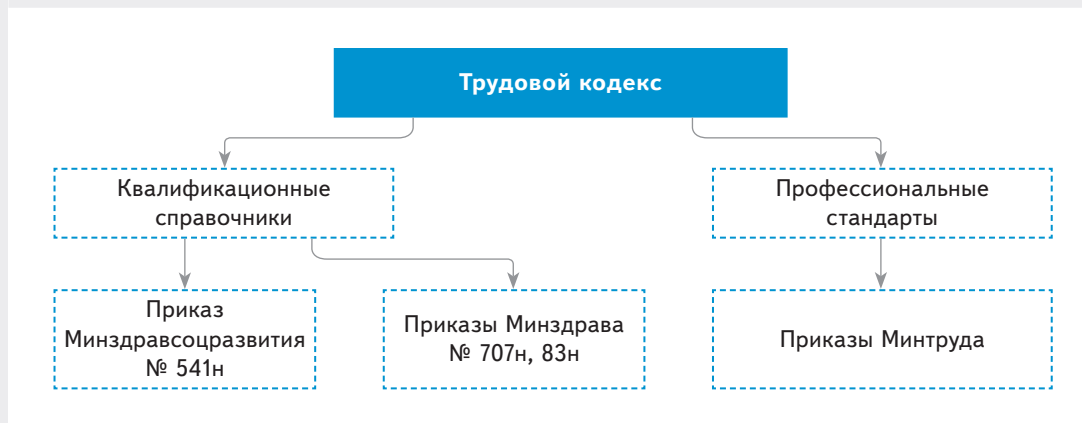 Трудовой кодекс
Квалификационные
справочники
Профессиональные
стандарты
Приказ
Минздравсоцразвития
№ 541н
Приказы Минздрава
№ 707н, 83н
Приказы Минтруда